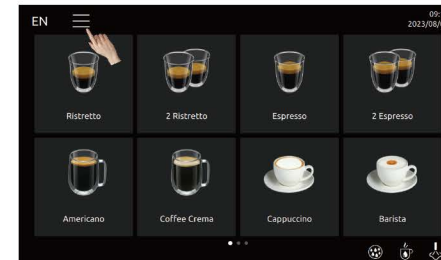 EN
09:
2023/08/0
Ristretto
2 Ristretto
Espresso
2 Espresso
Americano
Coffee Crema
Cappuccino
Barista